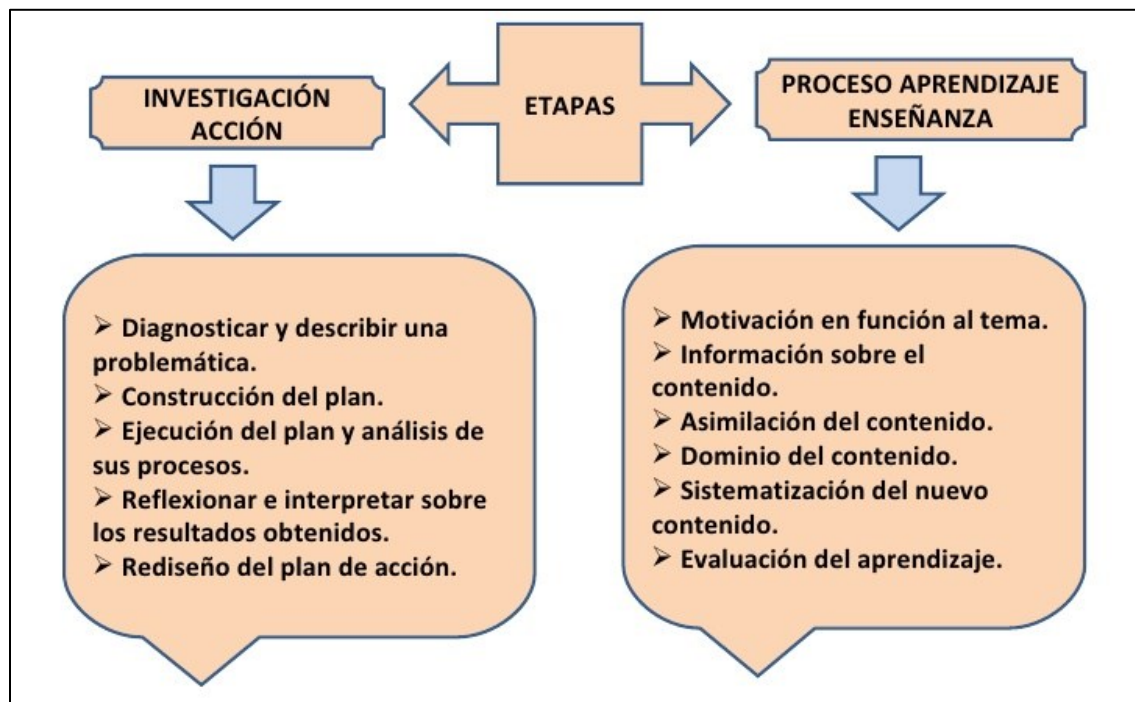 INVESTIGACIÓN
ACCIÓN
ETAPAS
PROCESO APRENDIZAJE
ENSEÑANZA
➢ Diagnosticar y describir una
problemática.
➢ Construcción del plan.
➢ Ejecución del plan y análisis de
sus procesos.
➢ Reflexionar e interpretar sobre
los resultados obtenidos.
➢ Rediseño del plan de acción.
➢ Motivación en función al tema.
➢ Información sobre el
contenido.
➢ Asimilación del contenido.
➢ Dominio del contenido.
➢ Sistematización del nuevo
contenido.
➢ Evaluación del aprendizaje.